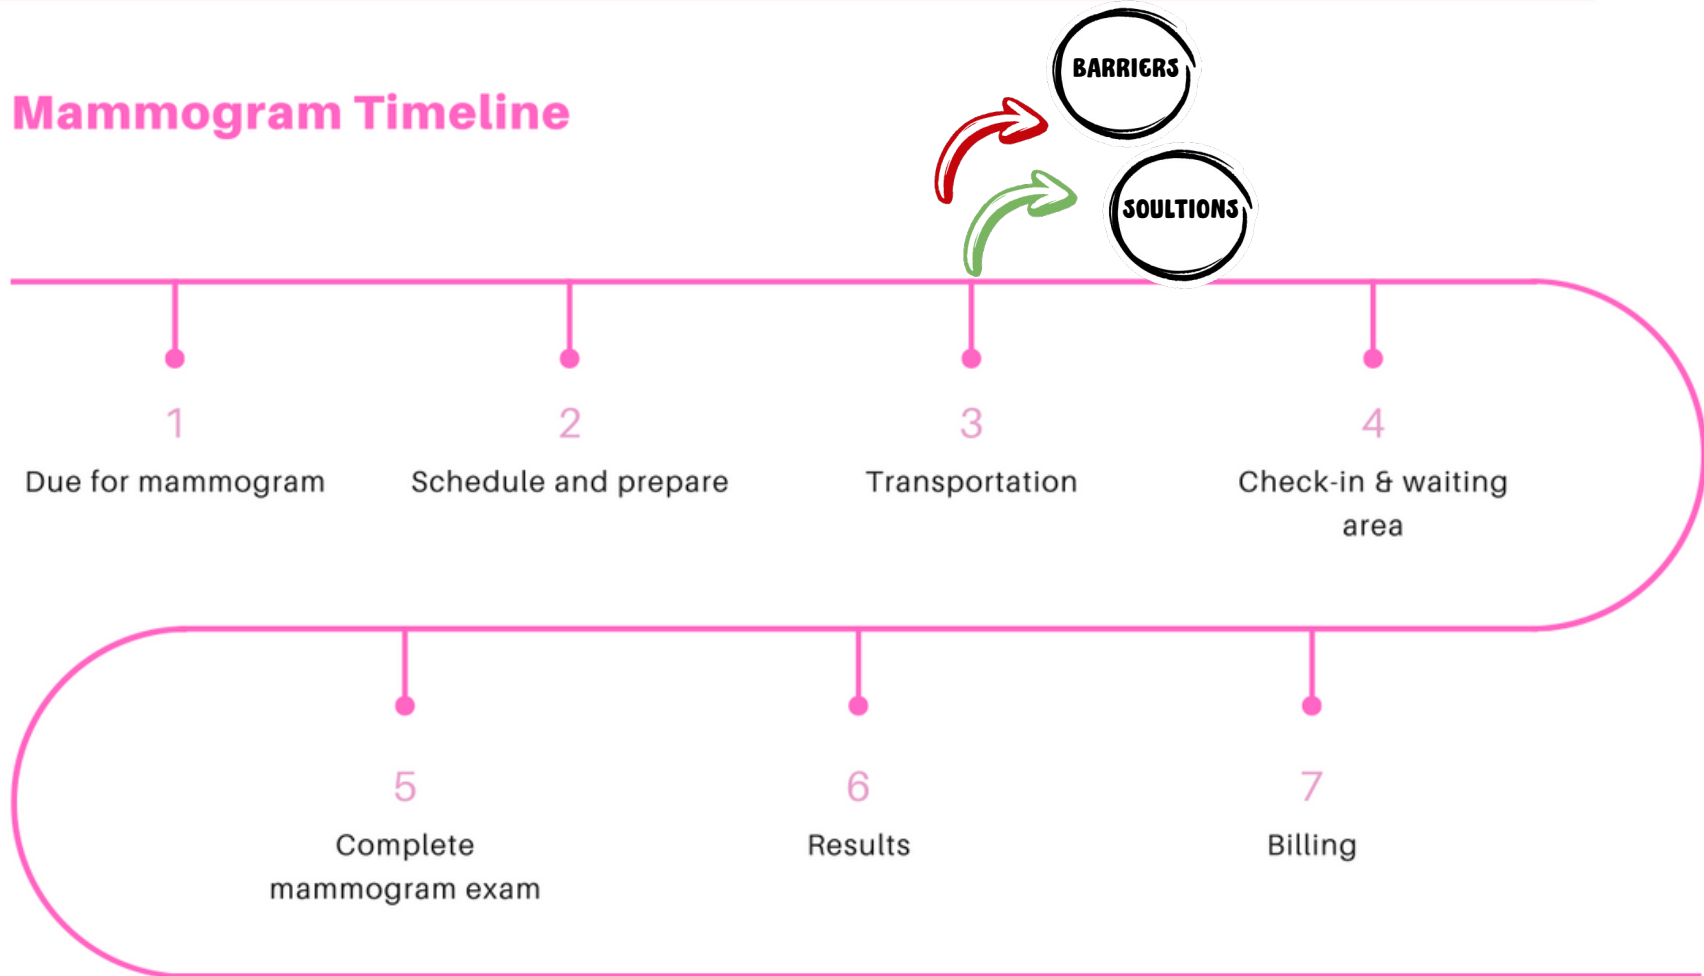 BARRIERS
Mammogram Timeline
SOULTIONS
1
Due for mammogram
2
Schedule and prepare
3
Transportation
4
Check-in & waiting
area
5
Complete
mammogram exam
6
Results
7
Billing